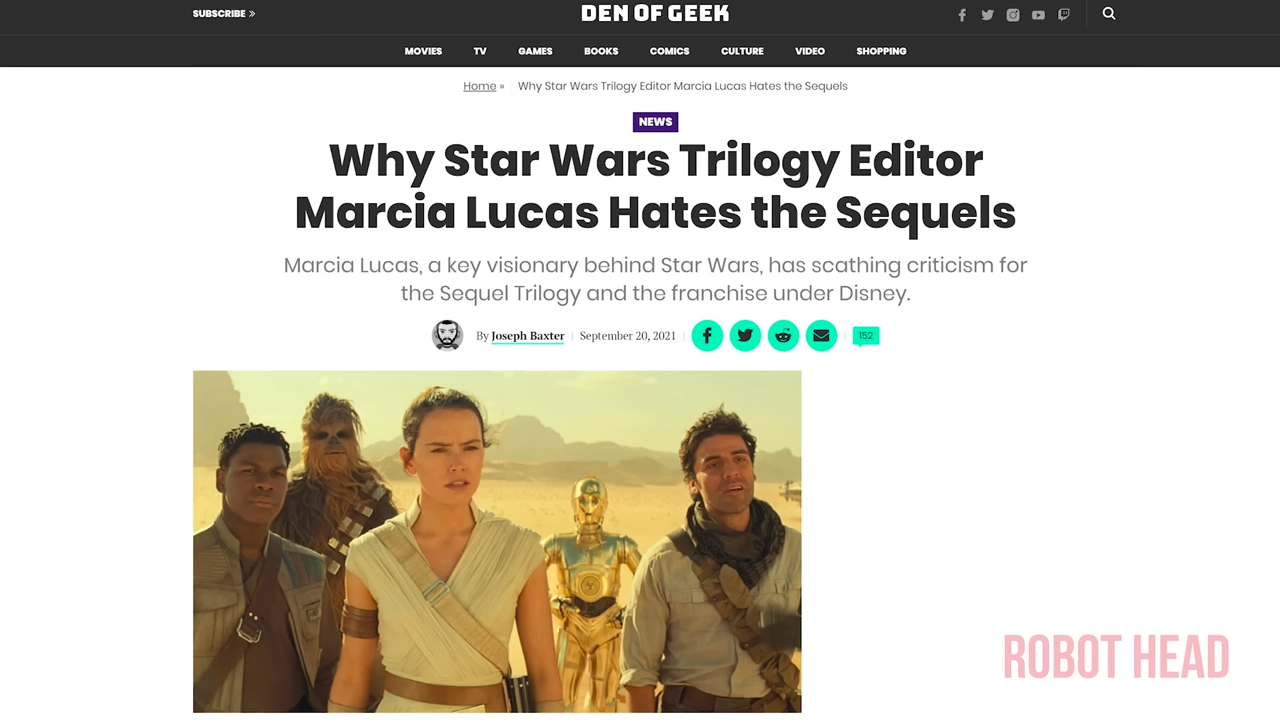 SUBSCRIBE »
DEN OF GEEK
MOVIES TV GAMES BOOKS COMICS CULTURE VIDEO SHOPPING
Home » Why Star Wars Trilogy Editor Marcia Lucas Hates the Sequels
NEWS
Why Star Wars Trilogy Editor
Marcia Lucas Hates the Sequels
Marcia Lucas, a key visionary behind Star Wars, has scathing criticism for
the Sequel Trilogy and the franchise under Disney.
By Joseph Baxter | September 20, 2021 | 152
ROBOT HEAD